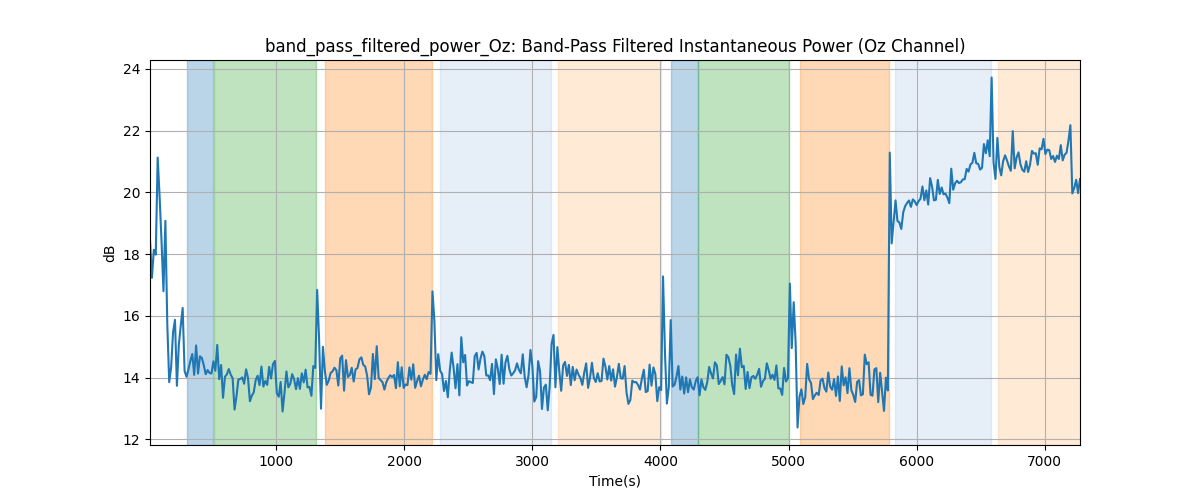 band_pass_filtered_power_Oz: Band-Pass Filtered Instantaneous Power (Oz Channel)
24
22
20
18
16
14
12
dB
1000 2000 3000 4000 5000 6000 7000
Time(s)